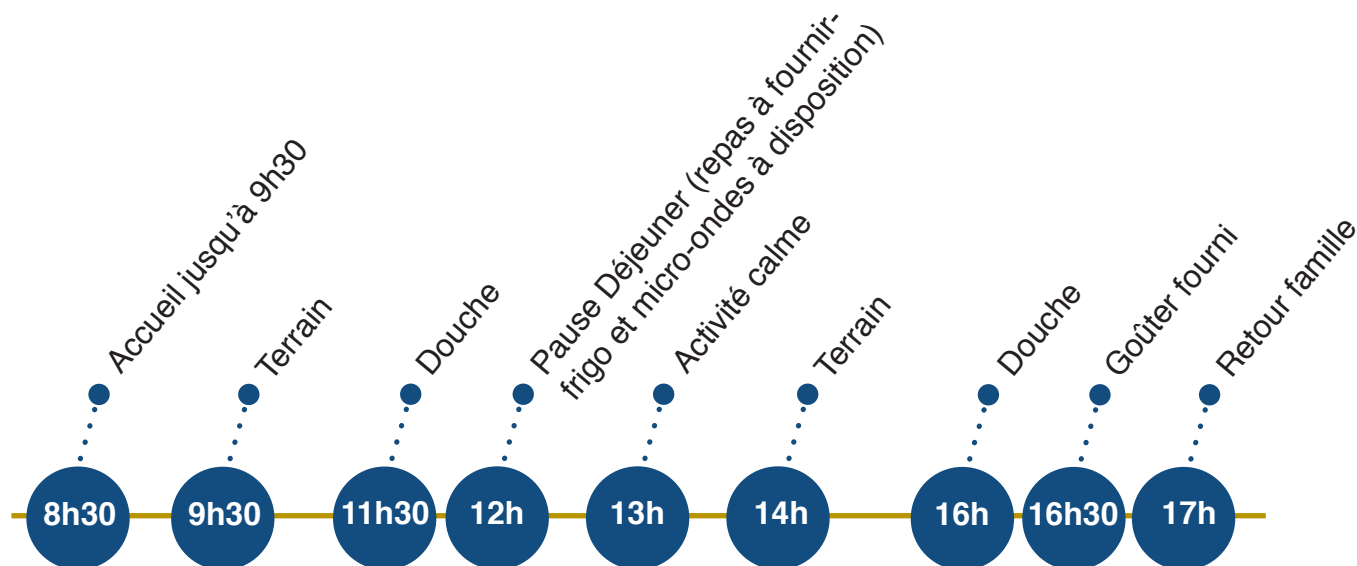 Accueil jusqu'à 9h30
Terrain
Douche
Pause Déjeuner (repas à fournir-
frigo et micro-ondes à disposition)
Activité calme
Terrain
Douche
Goûter fourni
Retour famille
8h30
9h30
11h30
12h
13h
14h
16h
16h30
17h